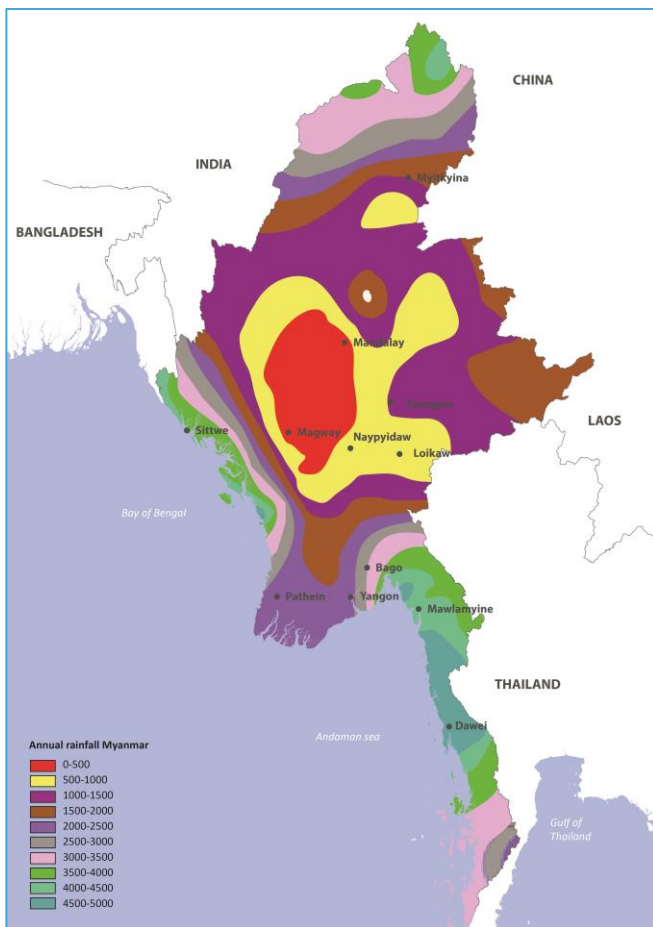 CHINA
INDIA
Myitkyina
BANGLADESH
Mandalay
Taunggyi
LAOS
Sittwe
Magway
Naypyidaw
Loikaw
Bay of Bengal
Bago
Pathein
Yangon
Mawlamyine
THAILAND
Dawei
Andaman sea
Annual rainfall Myanmar
0-500
500-1000
1000-1500
1500-2000
2000-2500
2500-3000
3000-3500
3500-4000
4000-4500
4500-5000
Gulf of
Thailand